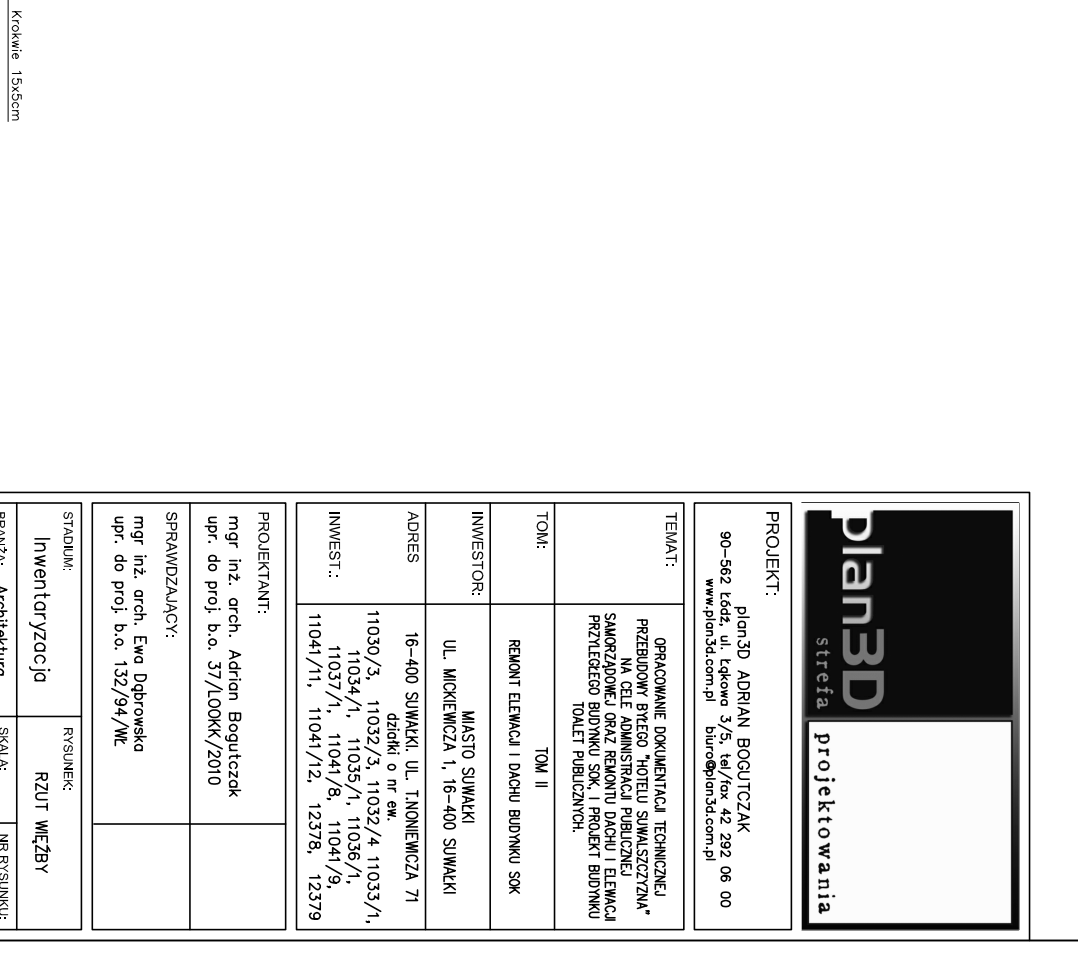 Krokwie 15x5cm
plan3D
strefa
projektowania
PROJEKT:
plan3D ADRIAN BOGUTCZAK
90-562 Łódź, ul. Łąkowa 3/5, tel/fax 42 292 06 00
www.plan3d.com.pl biuro@plan3d.com.pl
TEMAT:
OPRACOWANIE DOKUMENTACJI TECHNICZNEJ
PRZEBUDOWY BYŁEGO "HOTELU SUWALSZCZYZNA"
NA CELE ADMINISTRACJI PUBLICZNEJ
SAMORZĄDOWEJ ORAZ REMONTU DACHU I ELEWACJI
PRZYLEGŁEGO BUDYNKU SOK, I PROJEKT BUDYNKU
TOALET PUBLICZNYCH.
TOM:
TOM II
REMONT ELEWACJI I DACHU BUDYNKU SOK
INWESTOR:
MIASTO SUWAŁKI
UL. MICKIEWICZA 1, 16-400 SUWAŁKI
ADRES
INWEST.:
16-400 SUWAŁKI. UL. T.NONIEWICZA 71
działki o nr ew.
11030/3, 11032/3, 11032/4 11033/1,
11034/1, 11035/1, 11036/1,
11037/1, 11041/8, 11041/9,
11041/11, 11041/12, 12378, 12379
PROJEKTANT:
mgr inż. arch. Adrian Bogutczak
upr. do proj. b.o. 37/LOOKK/2010
SPRAWDZAJĄCY:
mgr inż. arch. Ewa Dąbrowska
upr. do proj. b.o. 132/94/WŁ
STADIUM:
Inwentaryzacja
RYSUNEK:
RZUT WIĘŹBY
BRANŻA: Architektura
SKALA:
NR RYSUNKU: